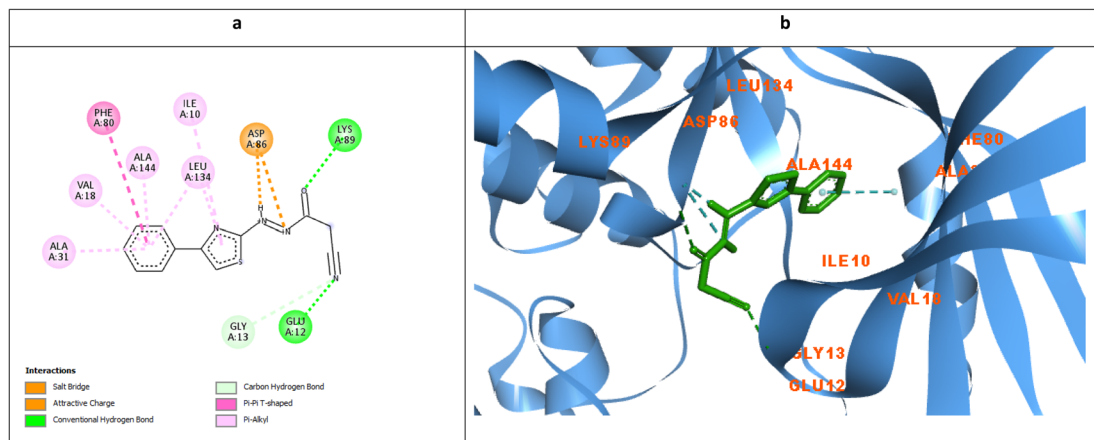 a
b
PHE
A:80
ILE
A:10
ASP
A:86
LYS
A:89
ALA
A:144
LEU
A:134
VAL
A:18
ALA
A:31
H
N
N
N
O
S
N
GLY
A:13
GLU
A:12
Interactions
Salt Bridge
Attractive Charge
Conventional Hydrogen Bond
Carbon Hydrogen Bond
Pi-Pi T-shaped
Pi-Alkyl
LEU134
ASP86
LYS89
HE80
ALA144
ILE10
VAL18
GLY13
GLU12